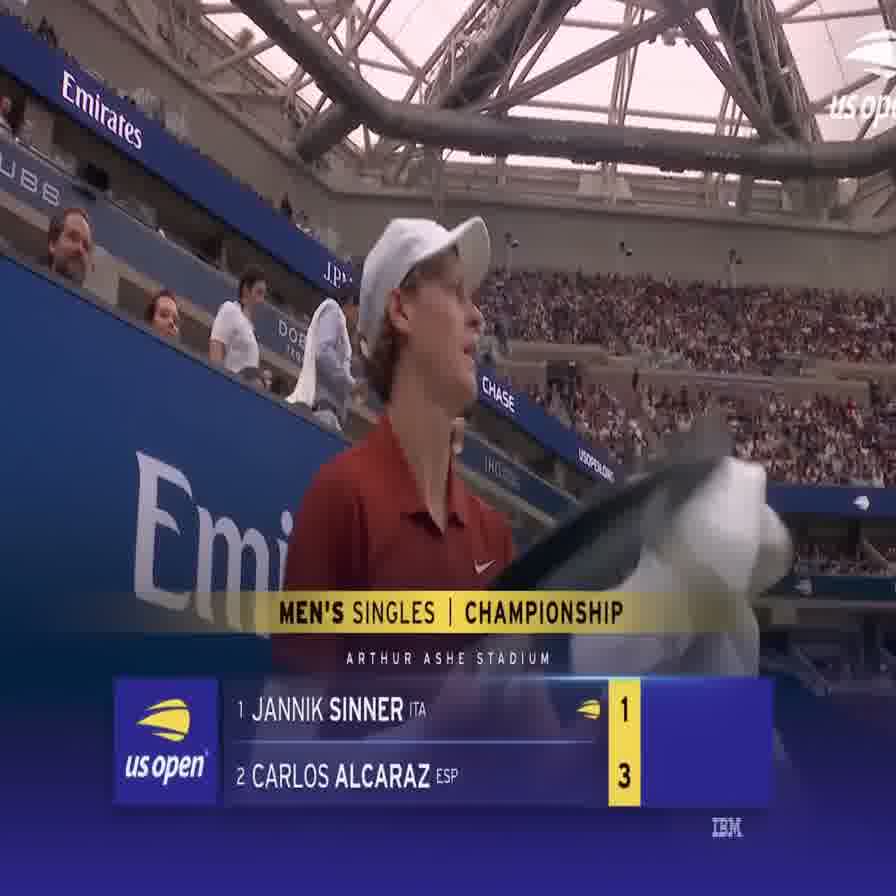 Emirates
US OPEN
UBS
J.P.
DOB
CHASE
USOPEN.ORG
Emi
MEN'S SINGLES | CHAMPIONSHIP
ARTHUR ASHE STADIUM
1 JANNIK SINNER ITA 1
us open
2 CARLOS ALCARAZ ESP 3
IBM